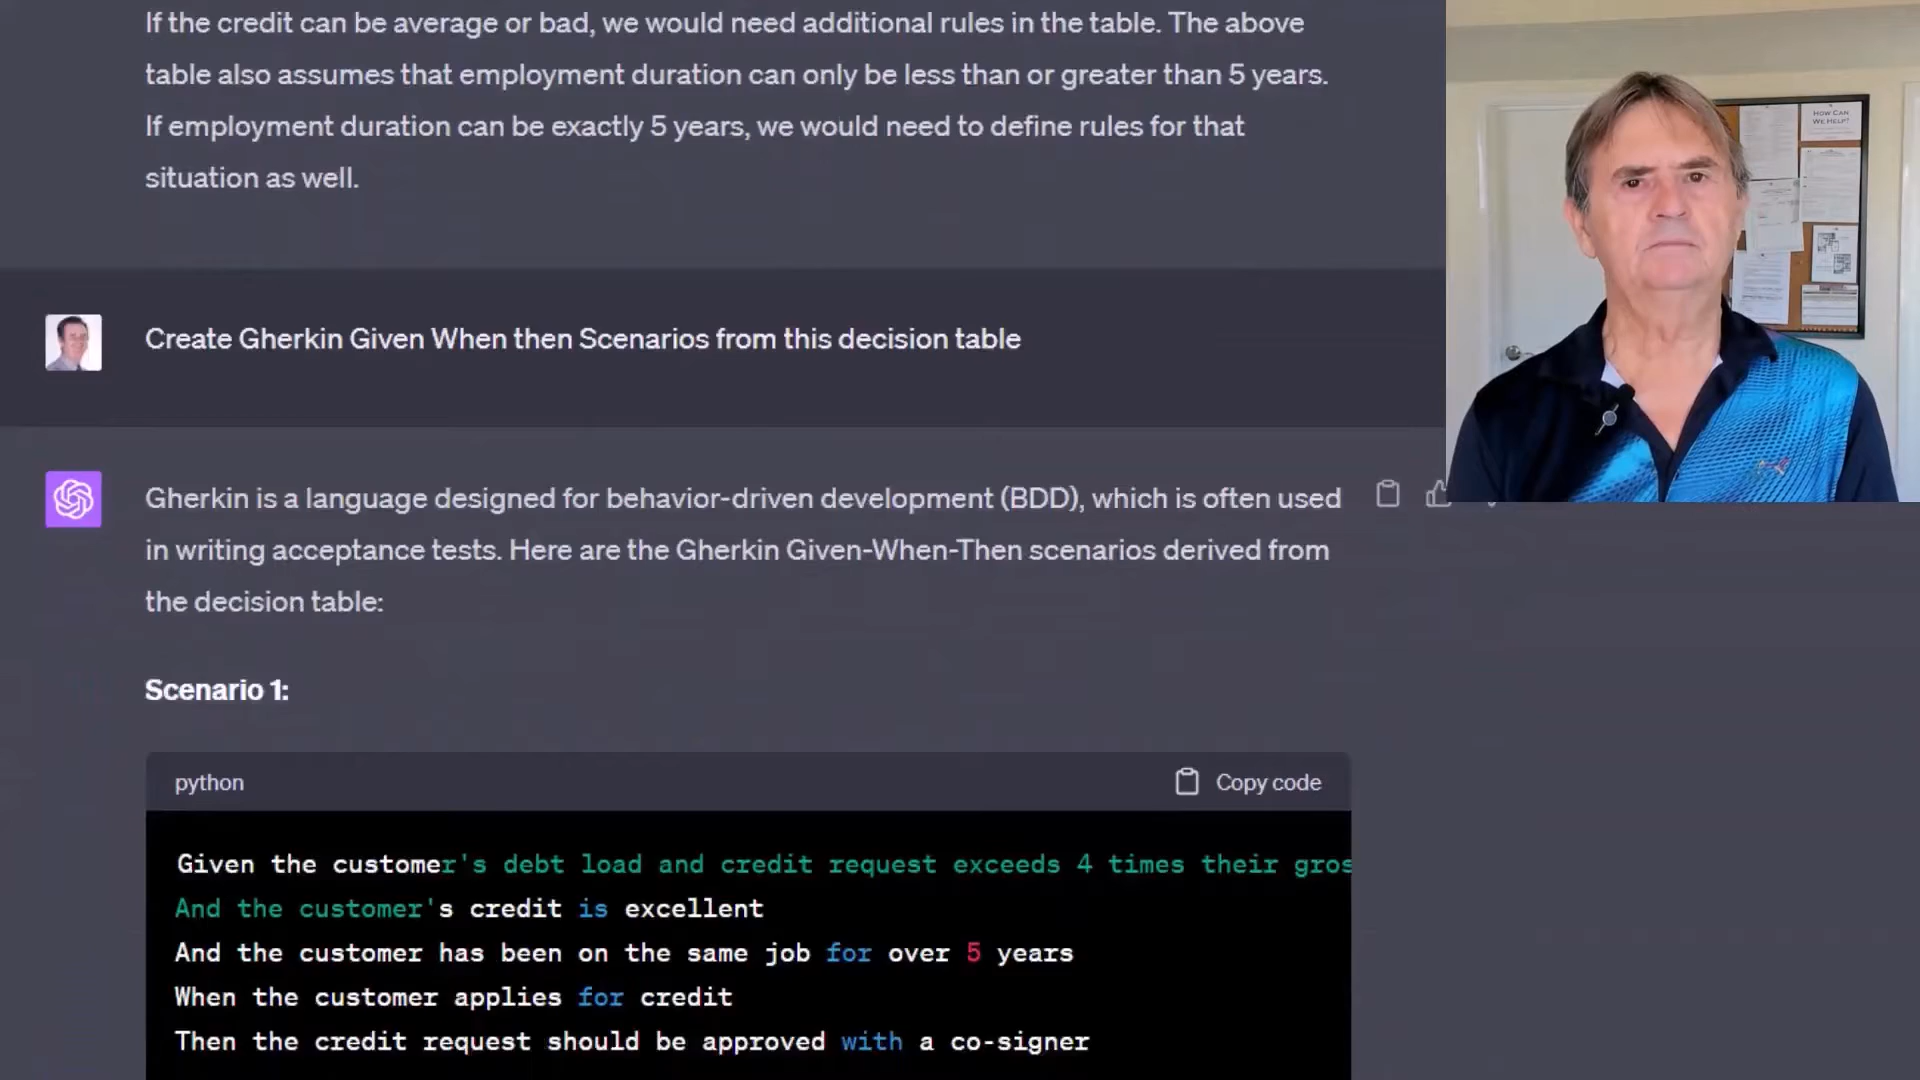 If the credit can be average or bad, we would need additional rules in the table. The above
table also assumes that employment duration can only be less than or greater than 5 years.
If employment duration can be exactly 5 years, we would need to define rules for that
situation as well.
HOW CAN
WE HELP?
Create Gherkin Given When then Scenarios from this decision table
Gherkin is a language designed for behavior-driven development (BDD), which is often used
in writing acceptance tests. Here are the Gherkin Given-When-Then scenarios derived from
the decision table:
Scenario 1:
python
Copy code
Given the customer's debt load and credit request exceeds 4 times their gros
And the customer's credit is excellent
And the customer has been on the same job for over 5 years
When the customer applies for credit
Then the credit request should be approved with a co-signer